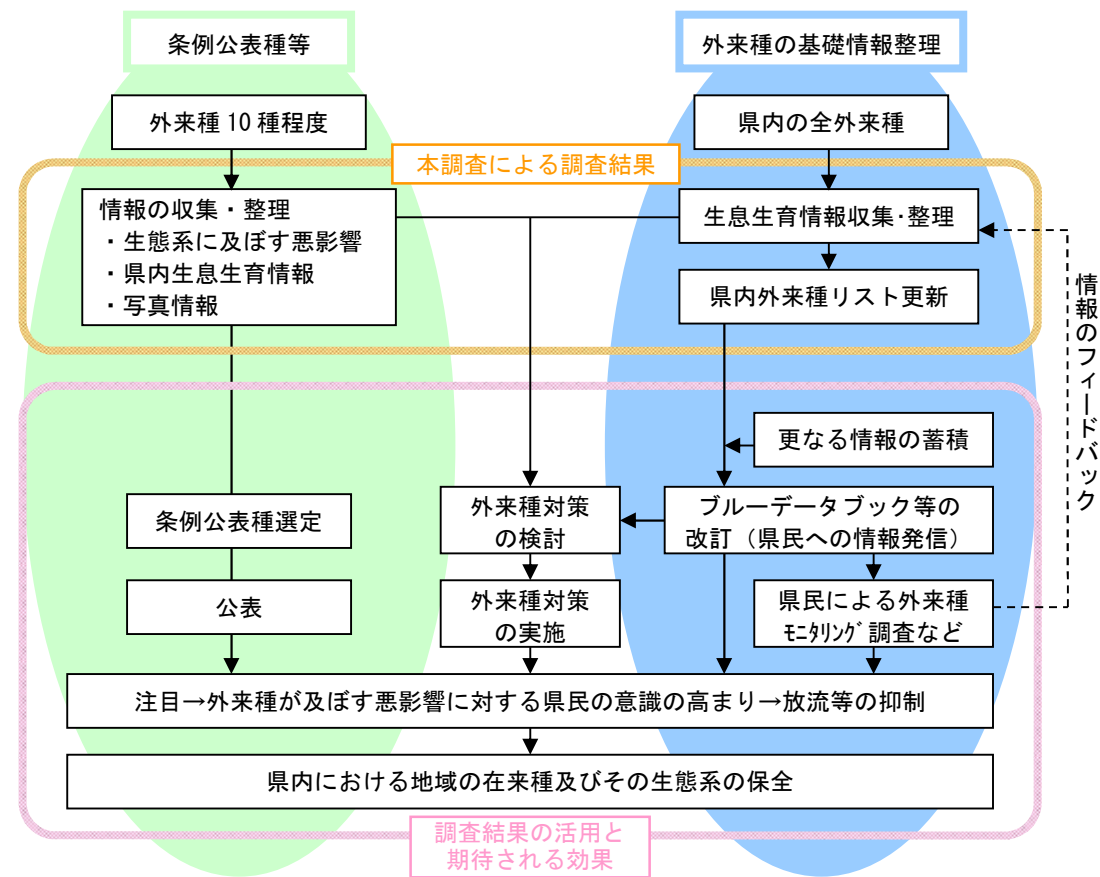 条例公表種等
外来種の基礎情報整理
外来種 10 種程度
県内の全外来種
本調査による調査結果
情報の収集・整理
・生態系に及ぼす悪影響
・県内生息生育情報
・写真情報
生息生育情報収集･整理
県内外来種リスト更新
情報のフィードバック
更なる情報の蓄積
条例公表種選定
外来種対策
の検討
ブルーデータブック等の
改訂（県民への情報発信）
公表
外来種対策
の実施
県民による外来種
ﾓﾆﾀﾘﾝｸﾞ調査など
注目→外来種が及ぼす悪影響に対する県民の意識の高まり→放流等の抑制
県内における地域の在来種及びその生態系の保全
調査結果の活用と
期待される効果